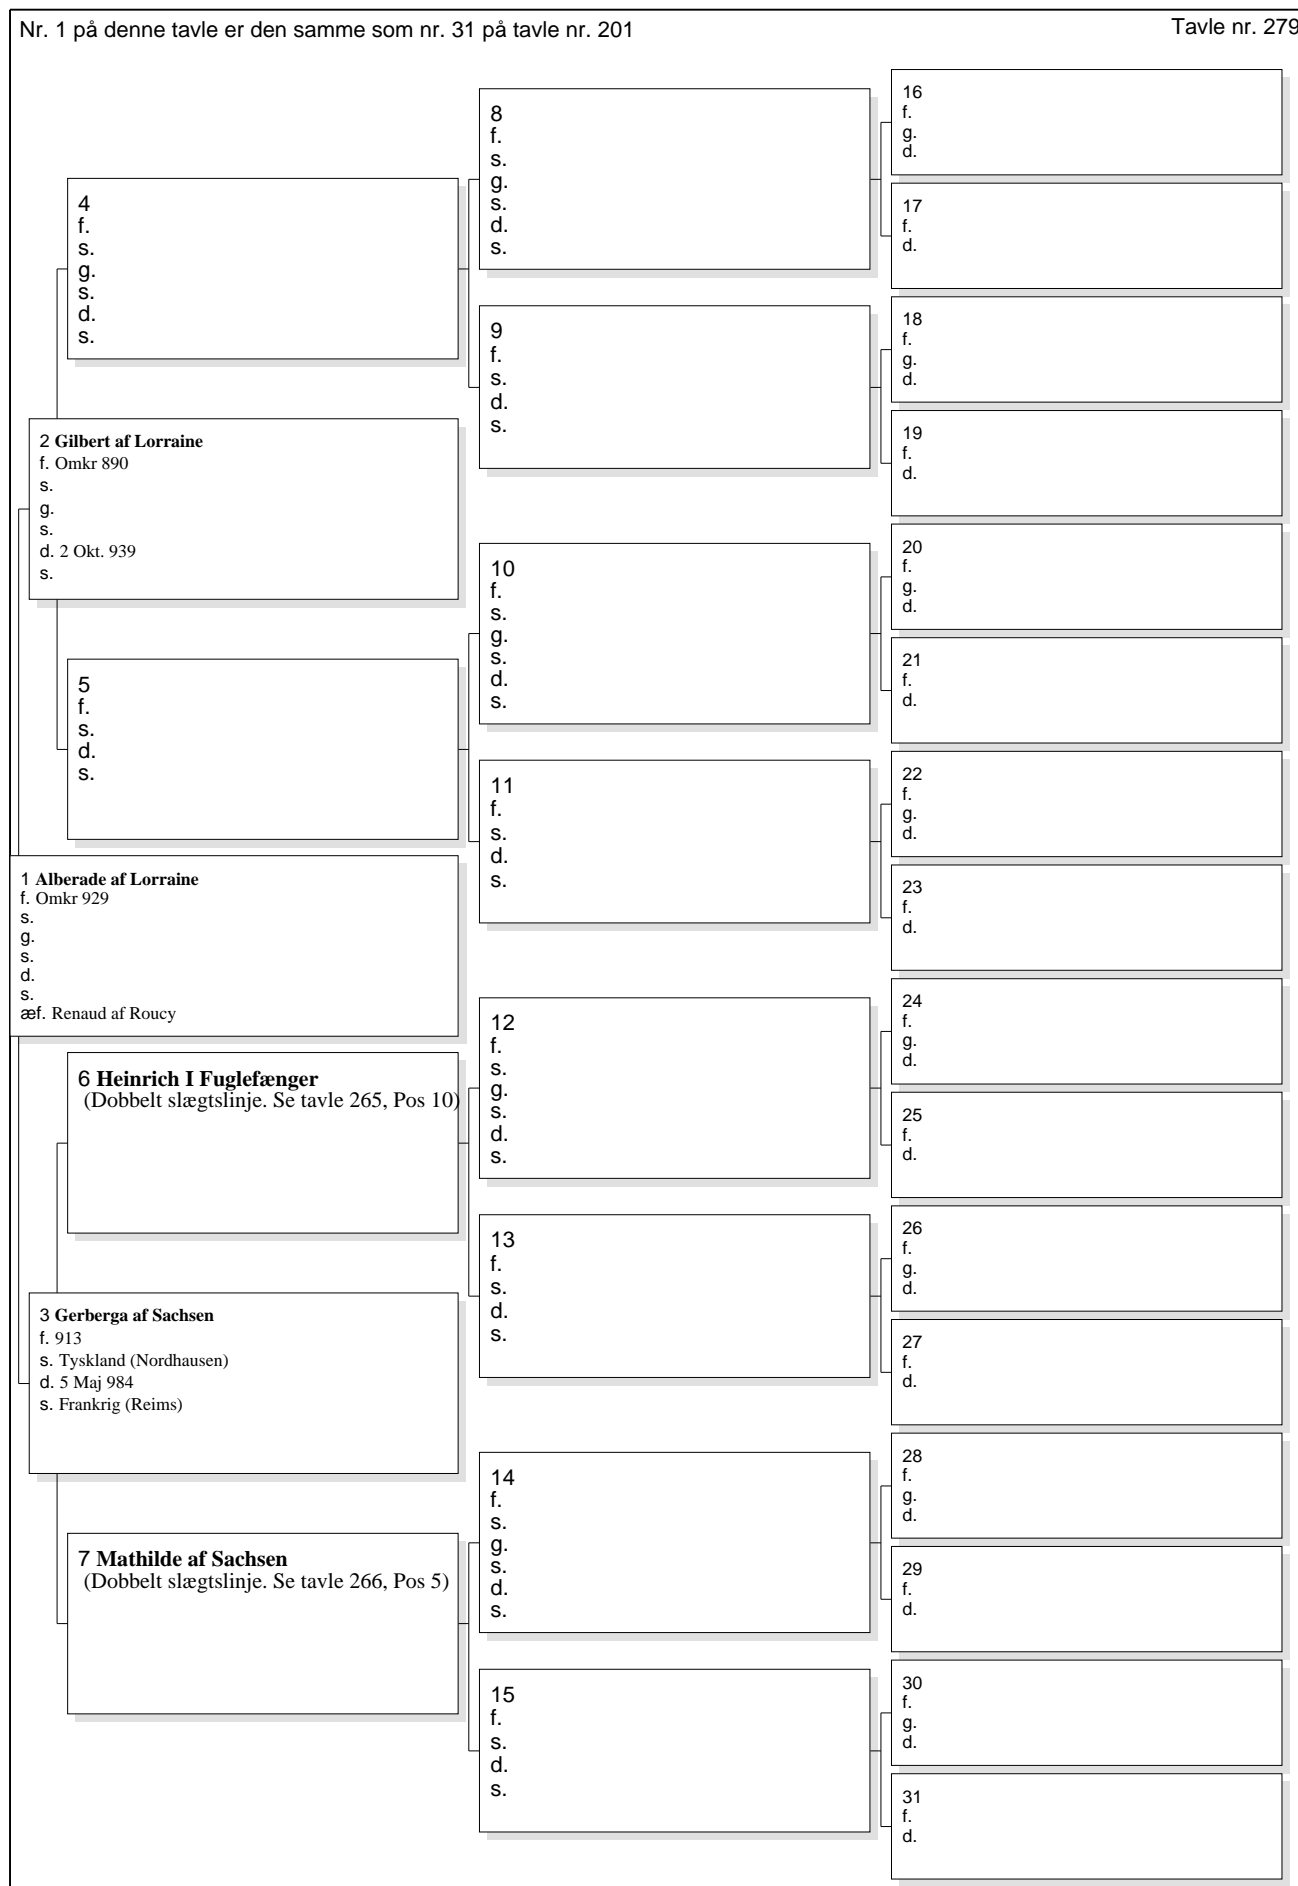 Nr. 1 på denne tavle er den samme som nr. 31 på tavle nr. 201
Tavle nr. 279
4
f.
s.
g.
s.
d.
s.
2 Gilbert af Lorraine
f. Omkr 890
s.
g.
s.
d. 2 Okt. 939
s.
5
f.
s.
d.
s.
1 Alberade af Lorraine
f. Omkr 929
s.
g.
s.
d.
s.
æf. Renaud af Roucy
6 Heinrich I Fuglefænger
(Dobbelt slægtslinje. Se tavle 265, Pos 10)
3 Gerberga af Sachsen
f. 913
s. Tyskland (Nordhausen)
d. 5 Maj 984
s. Frankrig (Reims)
7 Mathilde af Sachsen
(Dobbelt slægtslinje. Se tavle 266, Pos 5)
8
f.
s.
g.
s.
d.
s.
9
f.
s.
d.
s.
10
f.
s.
g.
s.
d.
s.
11
f.
s.
d.
s.
12
f.
s.
g.
s.
d.
s.
13
f.
s.
d.
s.
14
f.
s.
g.
s.
d.
s.
15
f.
s.
d.
s.
16
f.
g.
d.
17
f.
d.
18
f.
g.
d.
19
f.
d.
20
f.
g.
d.
21
f.
d.
22
f.
g.
d.
23
f.
d.
24
f.
g.
d.
25
f.
d.
26
f.
g.
d.
27
f.
d.
28
f.
g.
d.
29
f.
d.
30
f.
g.
d.
31
f.
d.